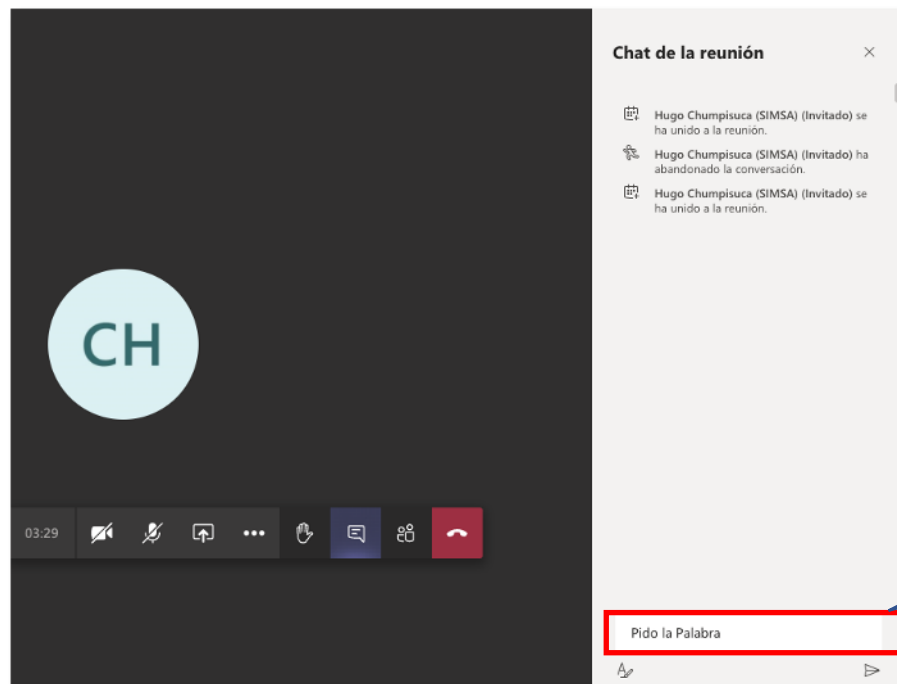 Chat de la reunión
Hugo Chumpisuca (SIMSA) (Invitado) se
ha unido a la reunión.
Hugo Chumpisuca (SIMSA) (Invitado) ha
abandonado la conversación.
Hugo Chumpisuca (SIMSA) (Invitado) se
ha unido a la reunión.
CH
03:29
Pido la Palabra